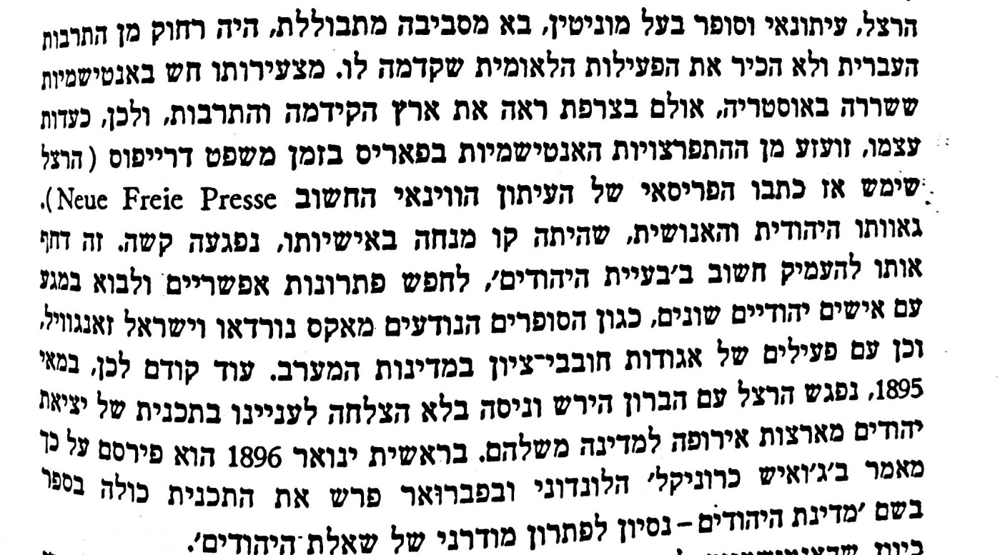 הרצל, עיתונאי וסופר בעל מוניטין, בא מסביבה מתבוללת, היה רחוק מן התרבות
העברית ולא הכיר את הפעילות הלאומית שקדמה לו. מצעירותו חש באנטישמיות
ששררה באוסטריה, אולם בצרפת ראה את ארץ הקידמה והתרבות, ולכן, כעדות
עצמו, זועזע מן ההתפרצויות האנטישמיות בפאריס בזמן משפט דרייפוס (הרצל
שימש אז כתבו הפריסאי של העיתון הווינאי החשוב Neue Freie Presse).
גאוותו היהודית והאנושית, שהיתה קו מנחה באישיותו, נפגעה קשה. זה דחף
אותו להעמיק חשוב ב'בעיית היהודים', לחפש פתרונות אפשריים ולבוא במגע
עם אישים יהודיים שונים, כגון הסופרים הנודעים מאקס נורדאו וישראל זאנגוויל,
וכן עם פעילים של אגודות חובבי־ציון במדינות המערב. עוד קודם לכן, במאי
1895, נפגש הרצל עם הברון הירש וניסה בלא הצלחה לעניינו בתכנית של יציאת
יהודים מארצות אירופה למדינה משלהם. בראשית ינואר 1896 הוא פירסם על כך
מאמר ב'ג'ואיש כרוניקל' הלונדוני ובפברואר פרש את התכנית כולה בספר
בשם 'מדינת היהודים – נסיון לפתרון מודרני של שאלת היהודים'.